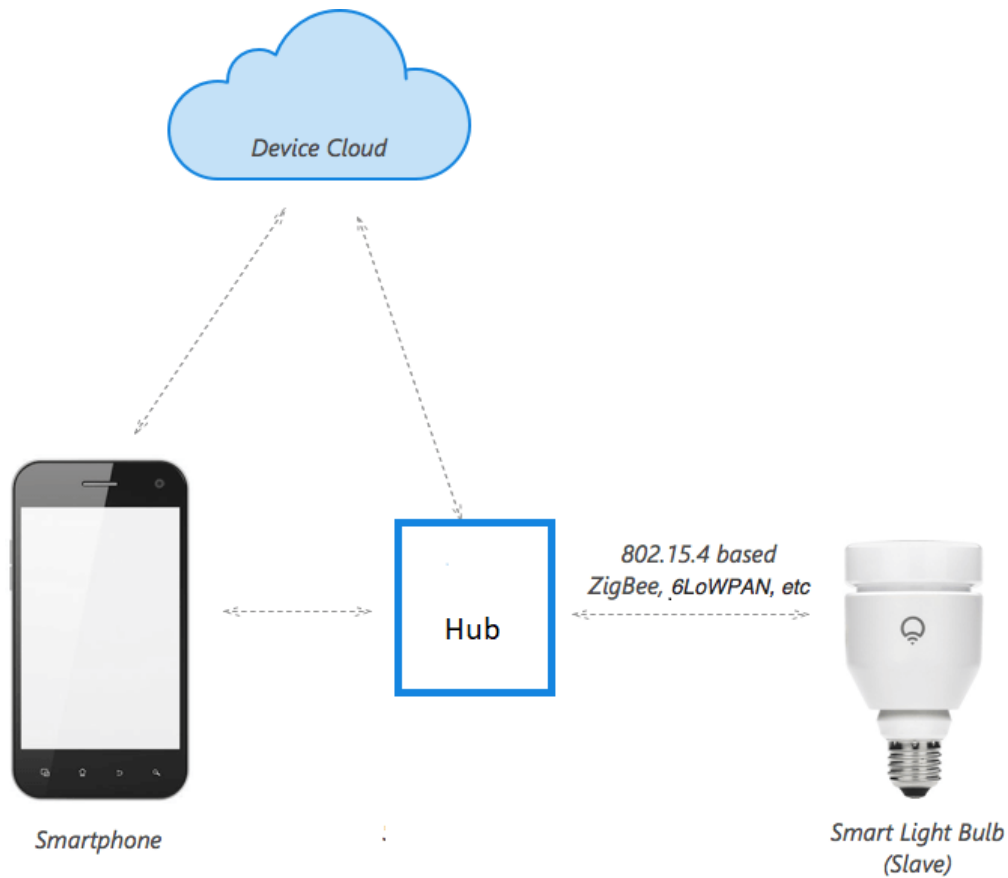 Device Cloud
802.15.4 based
ZigBee, 6LoWPAN, etc
Hub
Smartphone
Smart Light Bulb
(Slave)